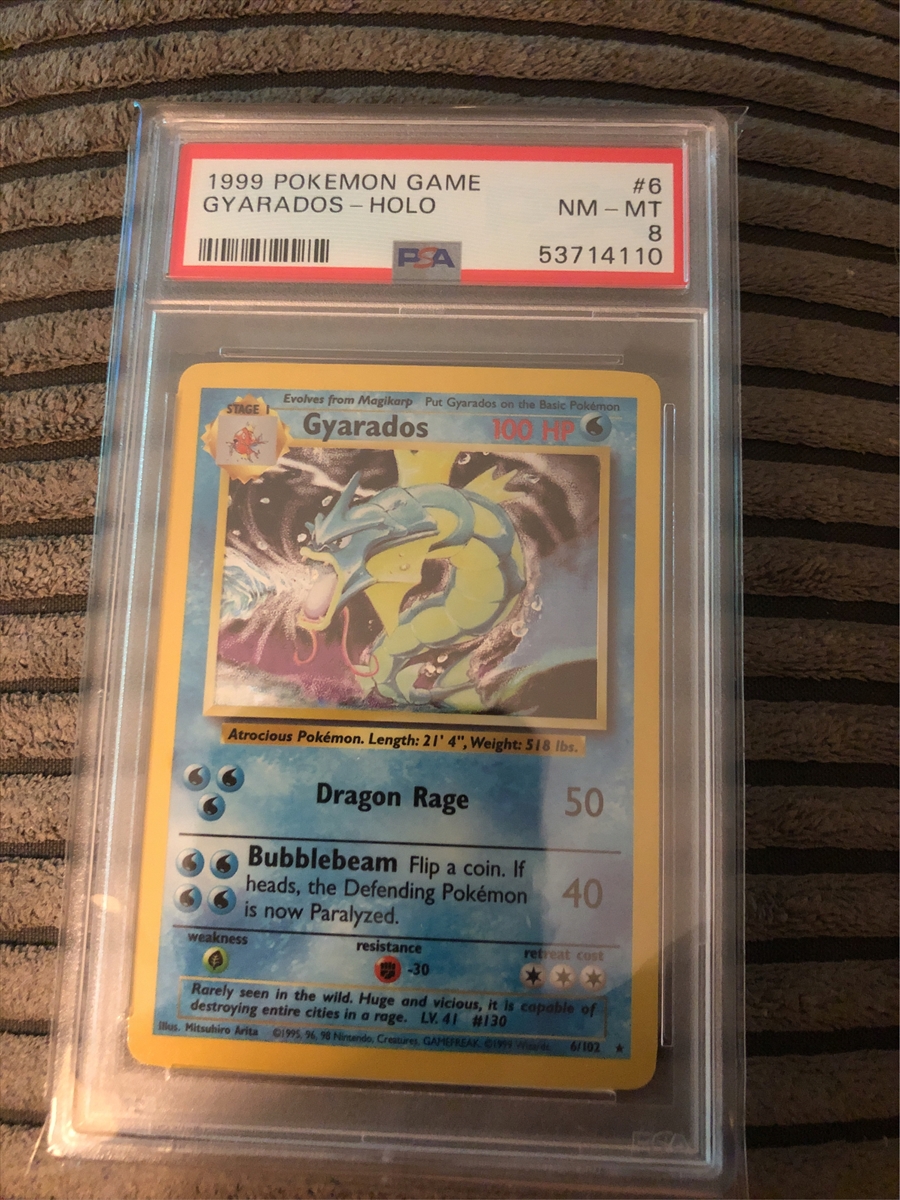 1999 POKEMON GAME #6
GYARADOS - HOLO NM - MT
8
PSA 53714110
STAGE 1
Evolves from Magikarp Put Gyarados on the Basic Pokémon
Gyarados 100 HP
Atrocious Pokémon. Length: 21' 4", Weight: 518 lbs.
Dragon Rage 50
Bubblebeam Flip a coin. If
heads, the Defending Pokémon
is now Paralyzed.
40
weakness resistance retreat cost
-30
Rarely seen in the wild. Huge and vicious, it is capable of
destroying entire cities in a rage. LV. 41 #130
Illus. Mitsuhiro Arita ©1995, 96, 98 Nintendo, Creatures, GAMEFREAK. ©1999 Wizards. 6/102
PSA